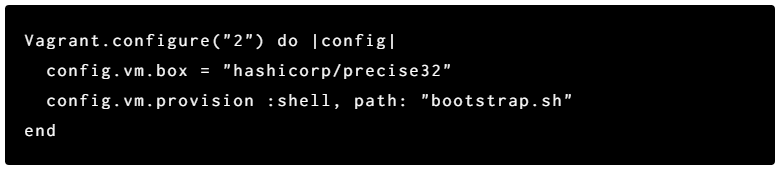 Vagrant.configure("2") do |config|
  config.vm.box = "hashicorp/precise32"
  config.vm.provision :shell, path: "bootstrap.sh"
end